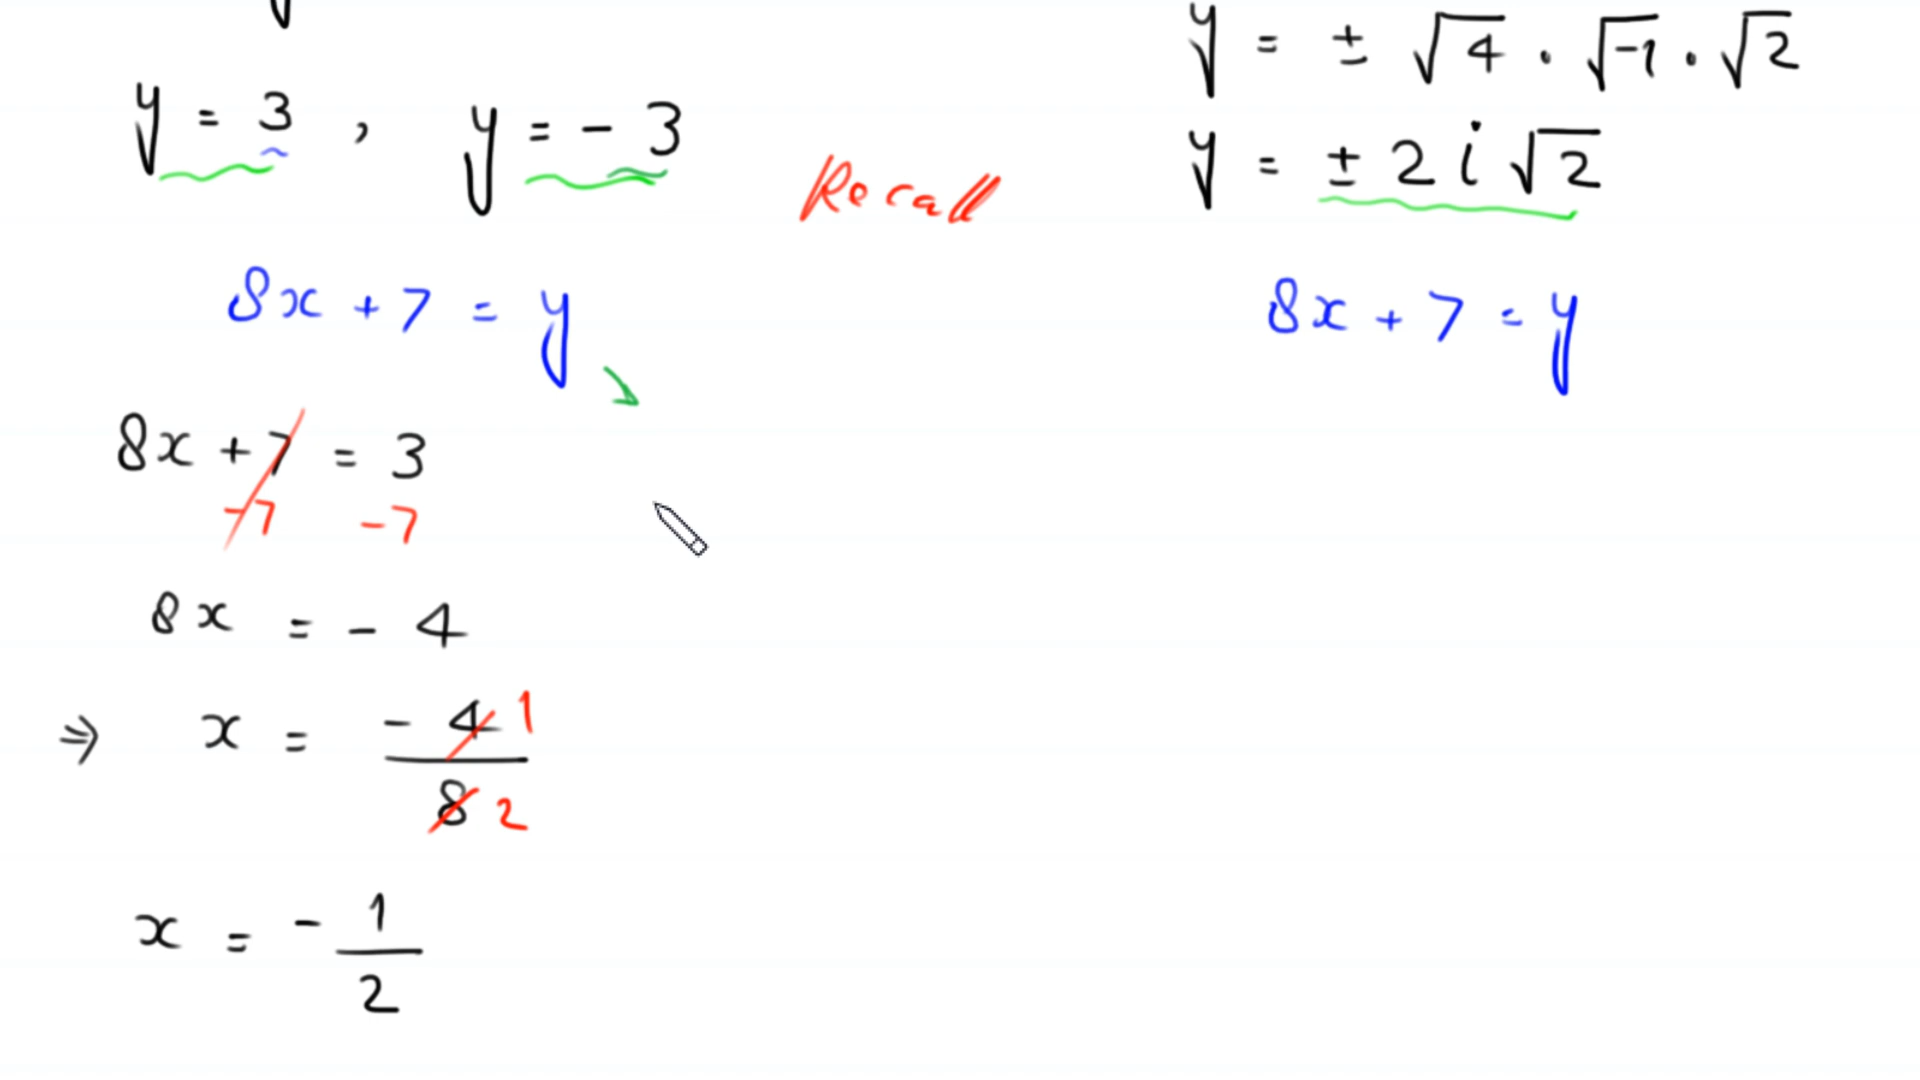 y = 3 , y = - 3
Recall
8x + 7 = y
8x + 7 = 3
-7 -7
8x = - 4
⇒ x = - 4 1
8 2
x = - 1
2
y = ± √4 · √-1 · √2
y = ± 2 i √2
8x + 7 = y